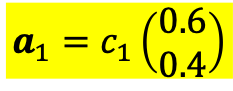 a₁ = c₁ (0.6
0.4)